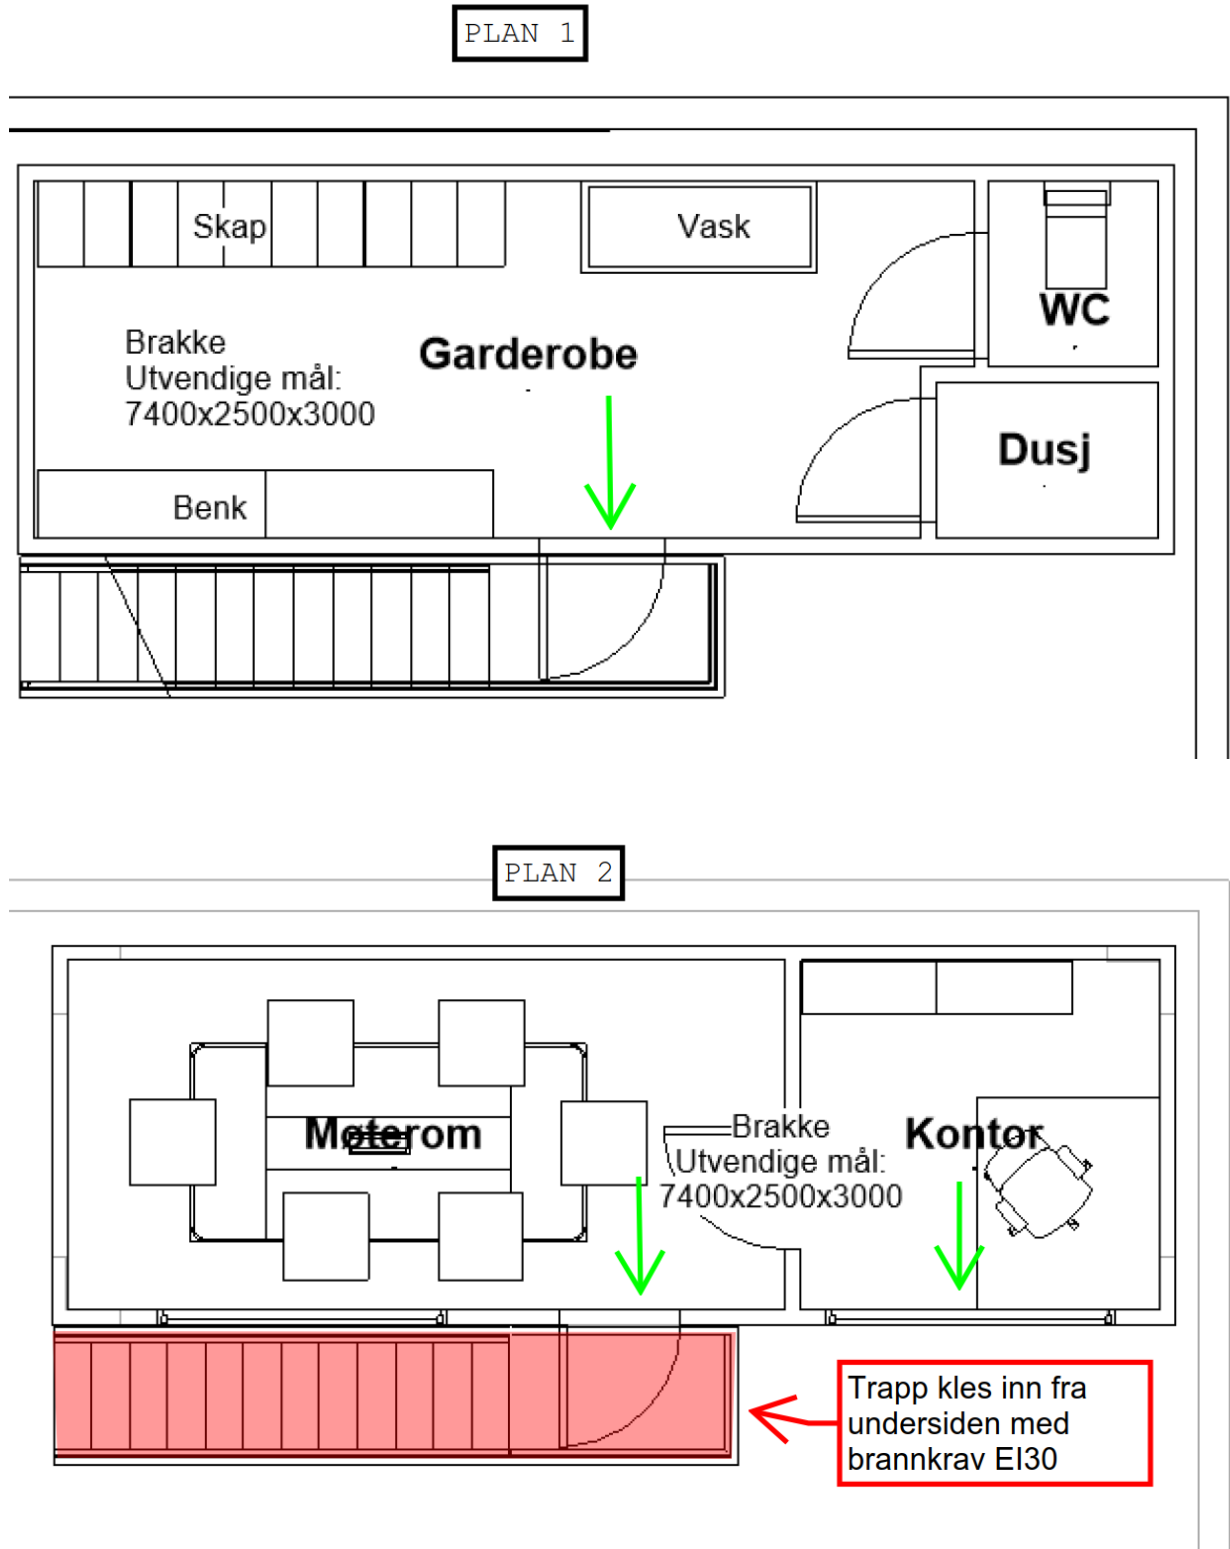 PLAN 1
Skap
Vask
WC
Brakke
Utvendige mål:
7400x2500x3000
Garderobe
Dusj
Benk
PLAN 2
Møterom
Brakke
Utvendige mål:
7400x2500x3000
Kontor
Trapp kles inn fra
undersiden med
brannkrav EI30